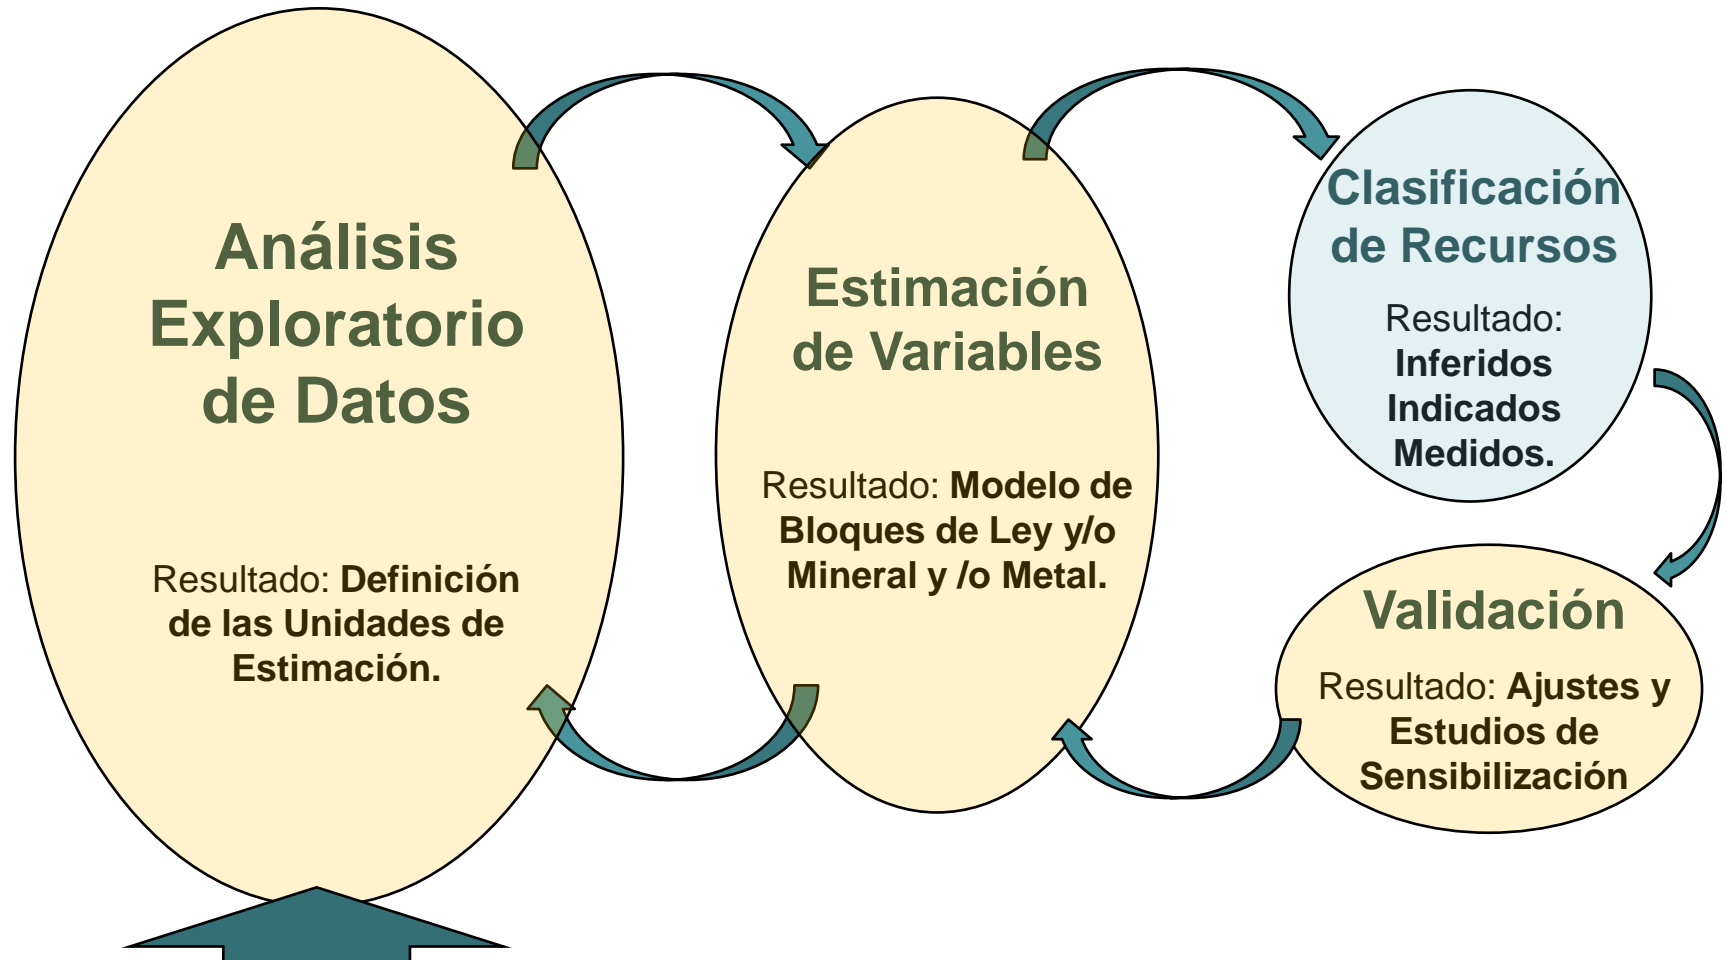 Análisis
Exploratorio
de Datos
Resultado: Definición
de las Unidades de
Estimación.
Estimación
de Variables
Resultado: Modelo de
Bloques de Ley y/o
Mineral y /o Metal.
Clasificación
de Recursos
Resultado:
Inferidos
Indicados
Medidos.
Validación
Resultado: Ajustes y
Estudios de
Sensibilización